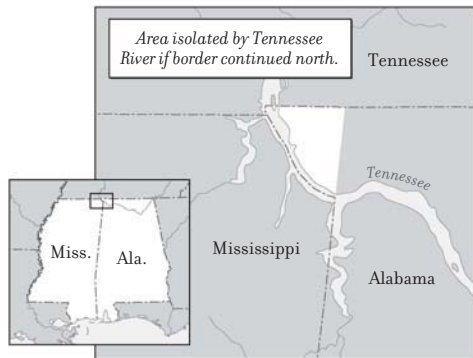 Area isolated by Tennessee
River if border continued north.
Tennessee
Tennessee
Mississippi
Alabama
Miss.
Ala.